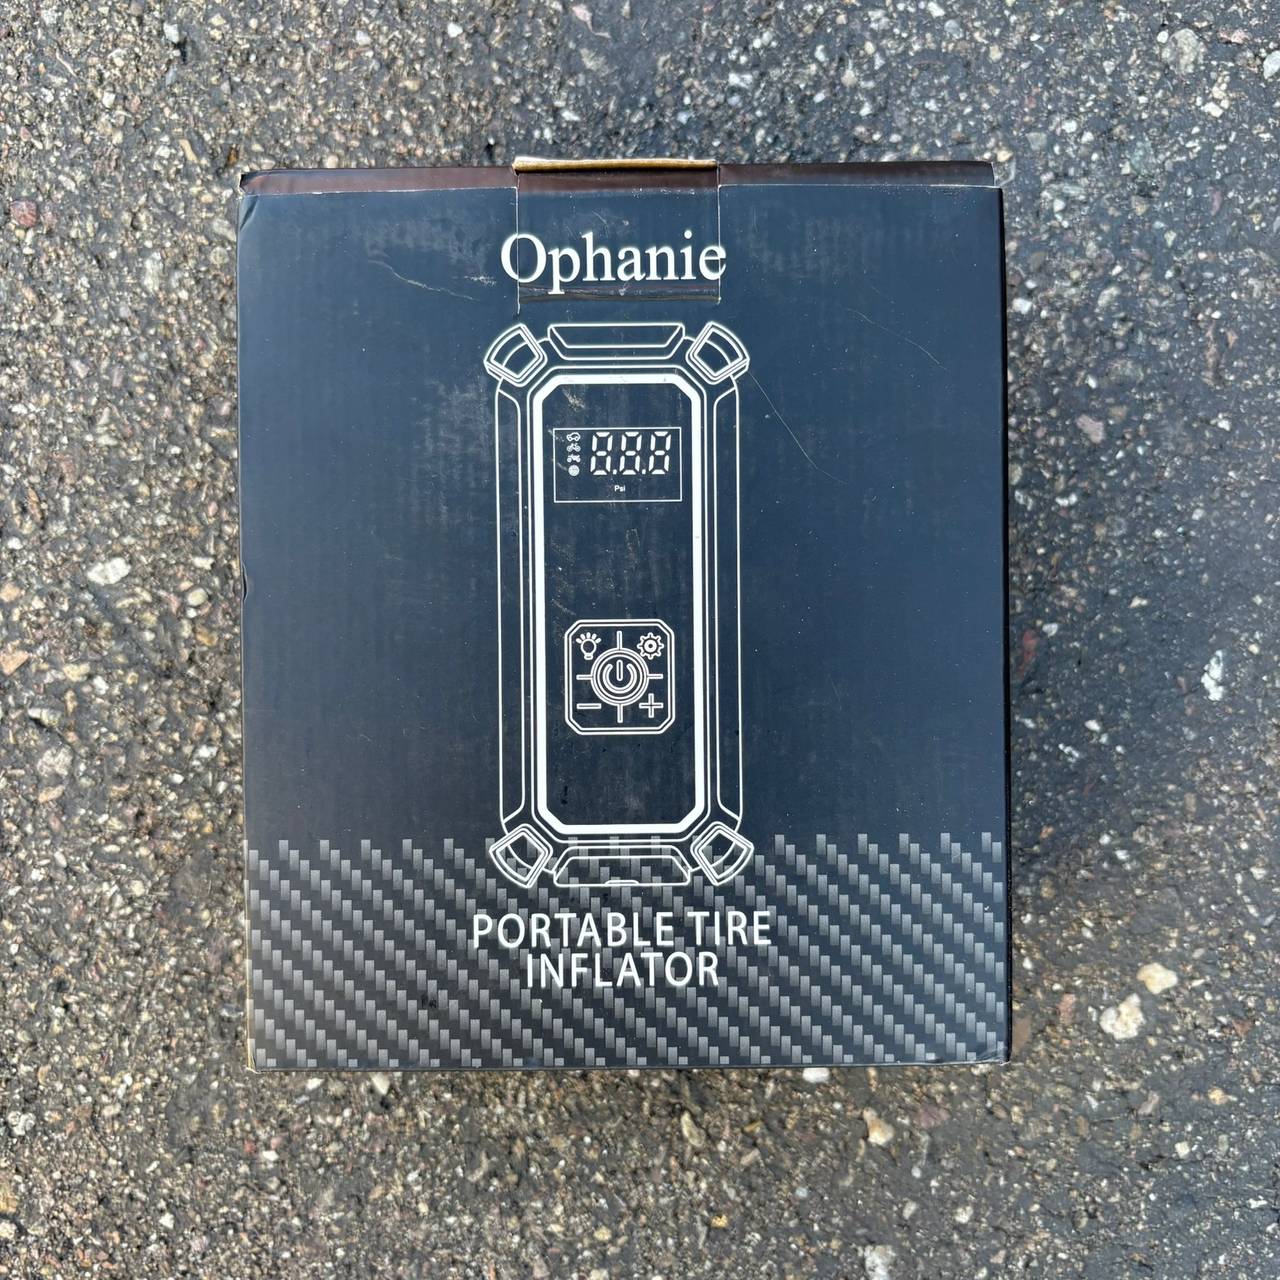 Ophanie
8.8.8
Psi
PORTABLE TIRE
INFLATOR